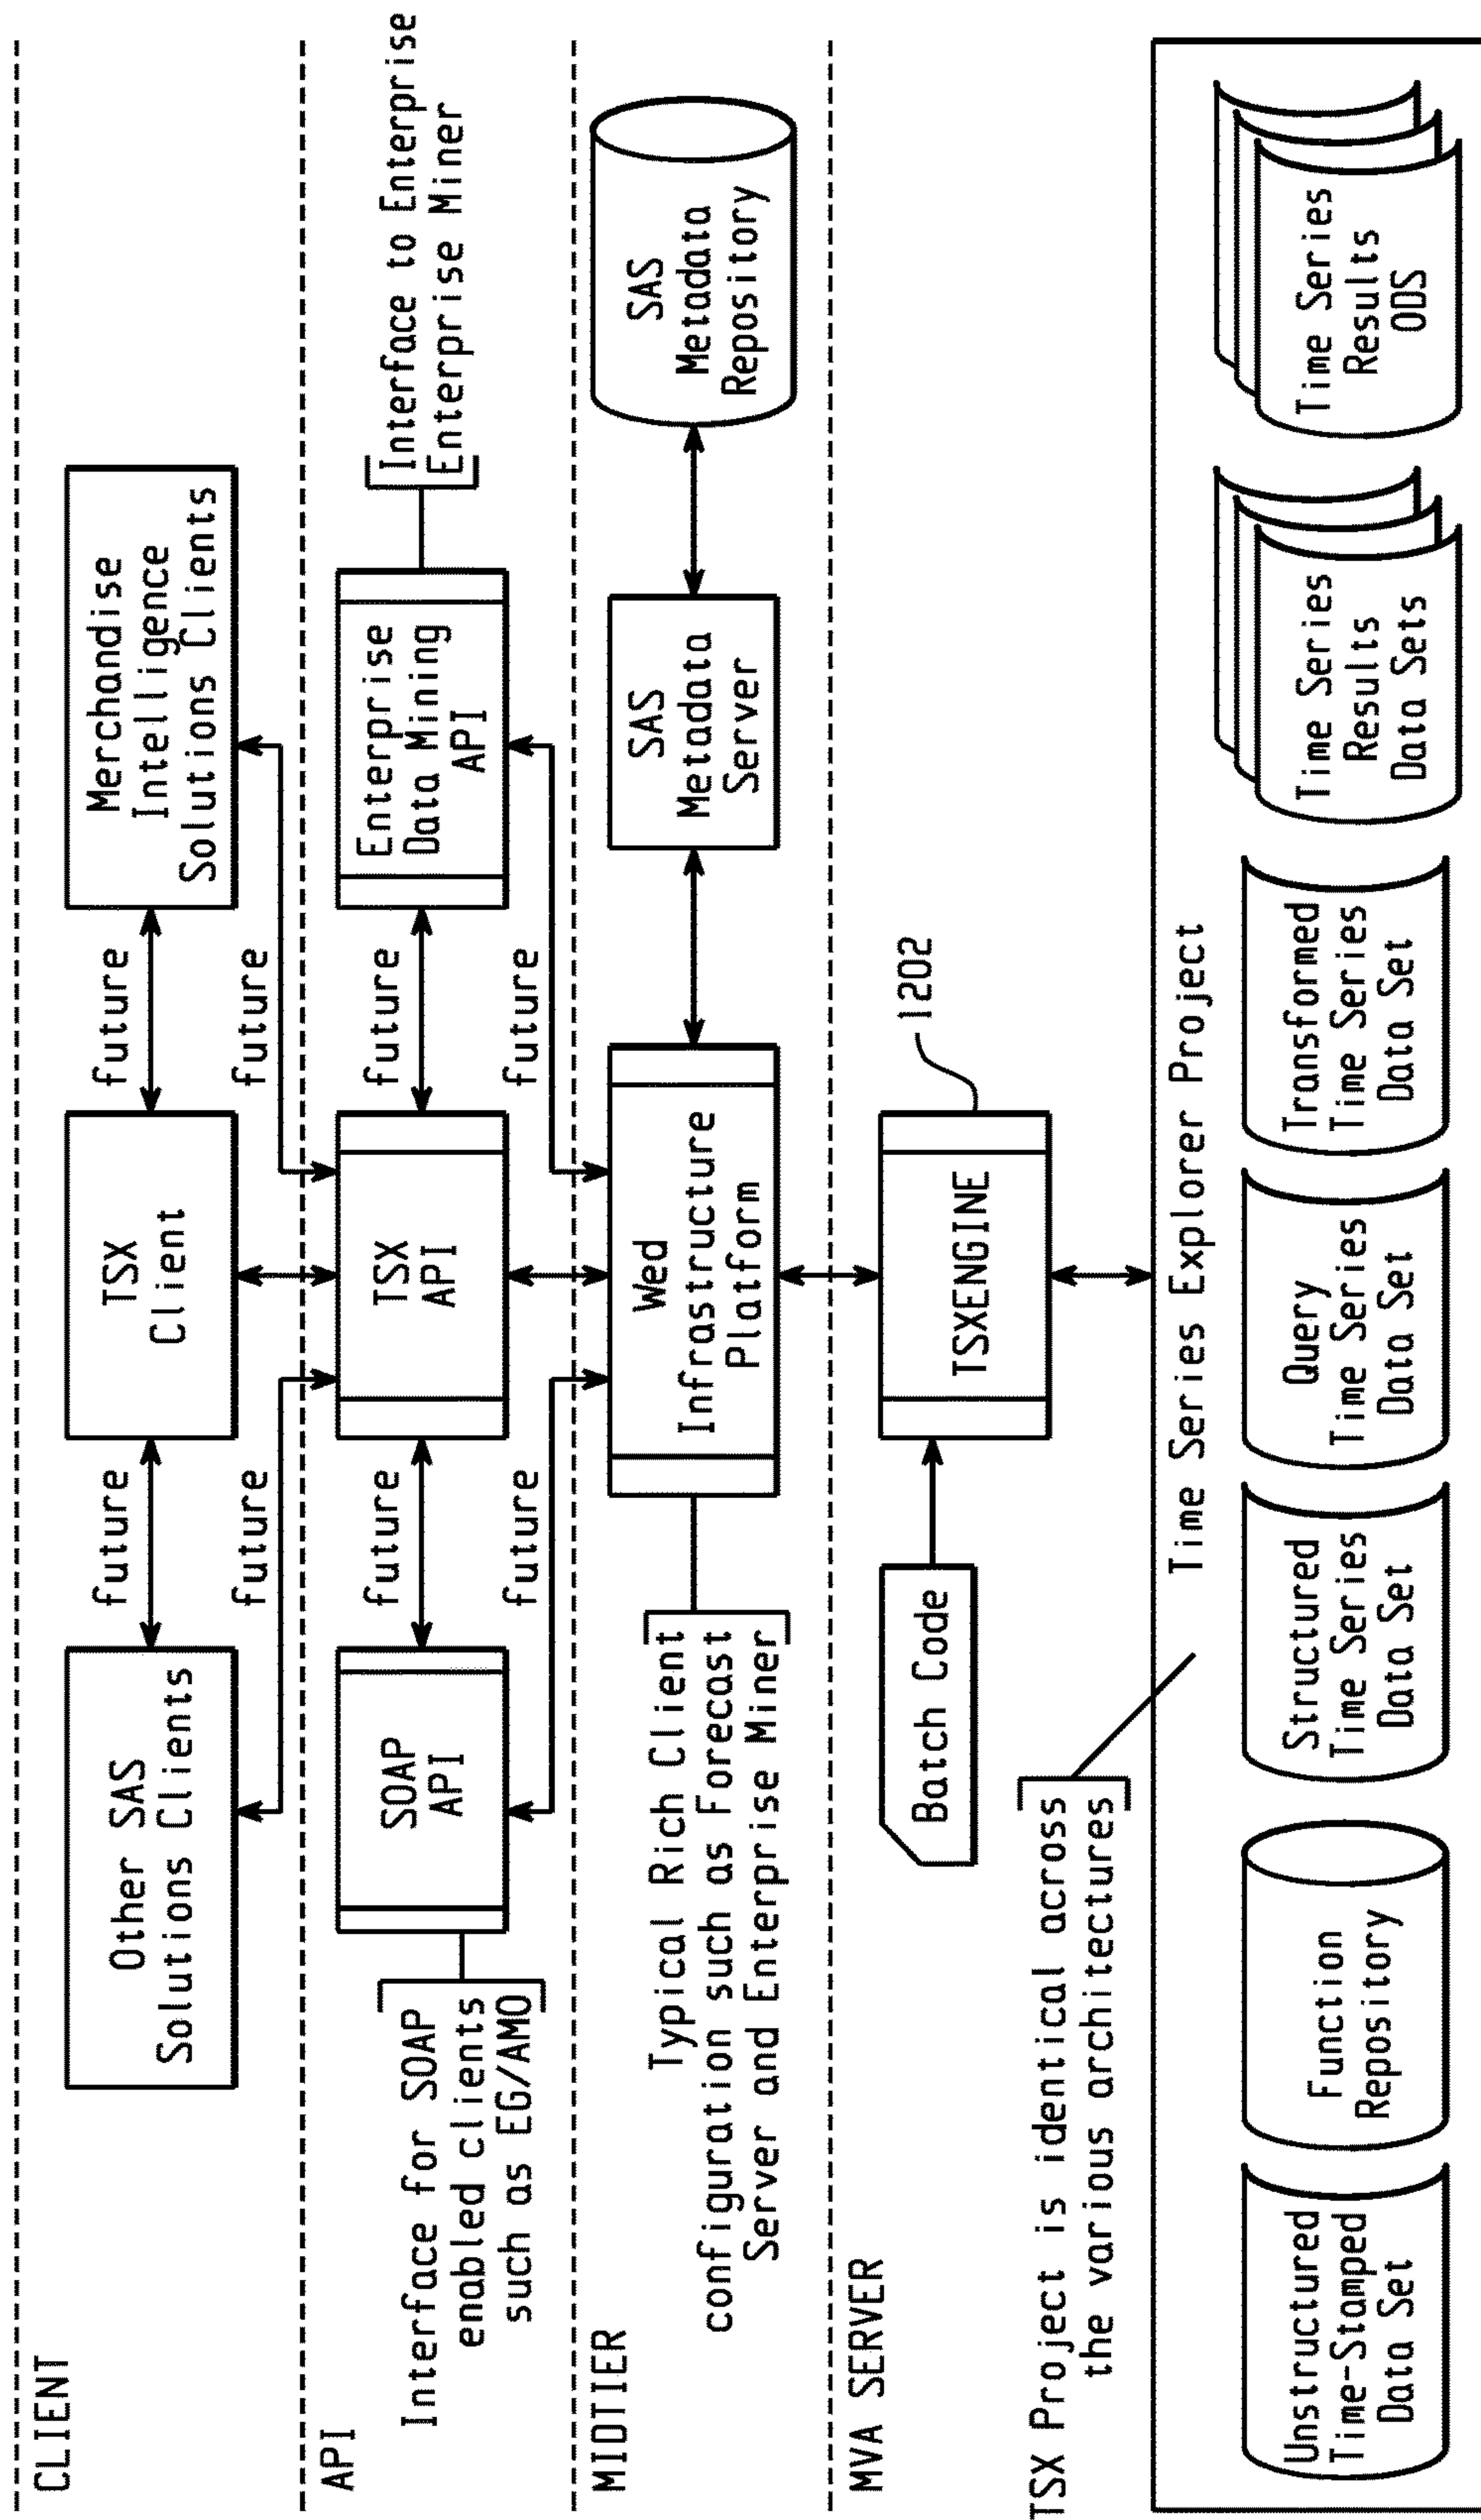 CLIENT
Other SAS
Solutions Clients
future
TSX
Client
future
Merchandise
Intelligence
Solutions Clients
future
future
API
Interface for SOAP
enabled clients
such as EG/AMO
SOAP
API
future
TSX
API
future
Enterprise
Data Mining
API
Interface to Enterprise
Enterprise Miner
future
future
MIDTIER
Typical Rich Client
configuration such as Forecast
Server and Enterprise Miner
Wed
Infrastructure
Platform
SAS
Metadata
Server
SAS
Metadata
Repository
MVA SERVER
Batch Code
TSXENGINE
1202
TSX Project is identical across
the various architectures
Time Series Explorer Project
Unstructured
Time-Stamped
Data Set
Function
Repository
Structured
Time Series
Data Set
Query
Time Series
Data Set
Transformed
Time Series
Data Set
Time Series
Results
Data Sets
Time Series
Results
ODS